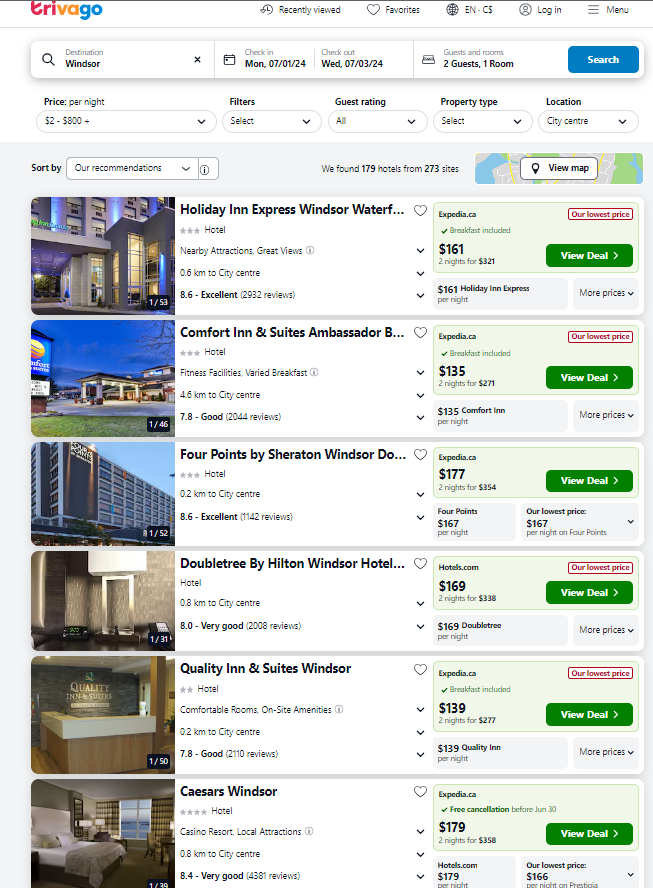 trivago
Recently viewed
Favorites
EN · C$
Log in
Menu
Destination
Windsor
Check in
Mon, 07/01/24
Check out
Wed, 07/03/24
Guests and rooms
2 Guests, 1 Room
Search
Price: per night
$2 - $800 +
Filters
Select
Guest rating
All
Property type
Select
Location
City centre
Sort by
Our recommendations
We found 179 hotels from 273 sites
View map
Holiday Inn Express Windsor Waterf...
Hotel
Nearby Attractions, Great Views
0.6 km to City centre
8.6 - Excellent (2932 reviews)
1 / 53
Expedia.ca
Our lowest price
Breakfast included
$161
2 nights for $321
View Deal
$161 Holiday Inn Express
per night
More prices
Comfort Inn & Suites Ambassador B...
Hotel
Fitness Facilities, Varied Breakfast
4.6 km to City centre
7.8 - Good (2044 reviews)
1 / 46
Expedia.ca
Our lowest price
Breakfast included
$135
2 nights for $271
View Deal
$135 Comfort Inn
per night
More prices
Four Points by Sheraton Windsor Do...
Hotel
0.2 km to City centre
8.6 - Excellent (1142 reviews)
1 / 52
Expedia.ca
$177
2 nights for $354
View Deal
Four Points
$167
per night
Our lowest price:
$167
per night on Four Points
Doubletree By Hilton Windsor Hotel...
Hotel
0.8 km to City centre
8.0 - Very good (2008 reviews)
1 / 31
Hotels.com
Our lowest price
$169
2 nights for $338
View Deal
$169 Doubletree
per night
More prices
QUALITY
INN & SUITES
Quality Inn & Suites Windsor
Hotel
Comfortable Rooms, On-Site Amenities
0.2 km to City centre
7.8 - Good (2110 reviews)
1 / 50
Expedia.ca
Our lowest price
Breakfast included
$139
2 nights for $277
View Deal
$139 Quality Inn
per night
More prices
Caesars Windsor
Hotel
Casino Resort, Local Attractions
0.8 km to City centre
8.4 - Very good (4381 reviews)
1 / 39
Expedia.ca
Free cancellation before Jun 30
$179
2 nights for $358
View Deal
Hotels.com
$179
per night
Our lowest price:
$166
per night on Prestigia